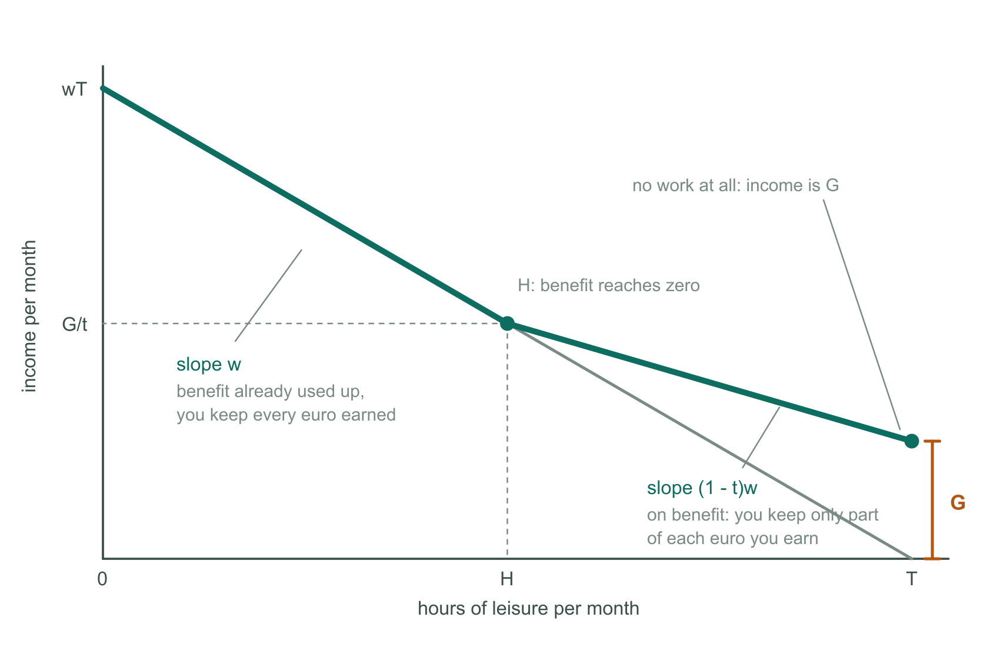 wT
no work at all: income is G
income per month
H: benefit reaches zero
G/t
slope w
benefit already used up,
you keep every euro earned
slope (1 - t)w
on benefit: you keep only part
of each euro you earn
G
0
H
T
hours of leisure per month